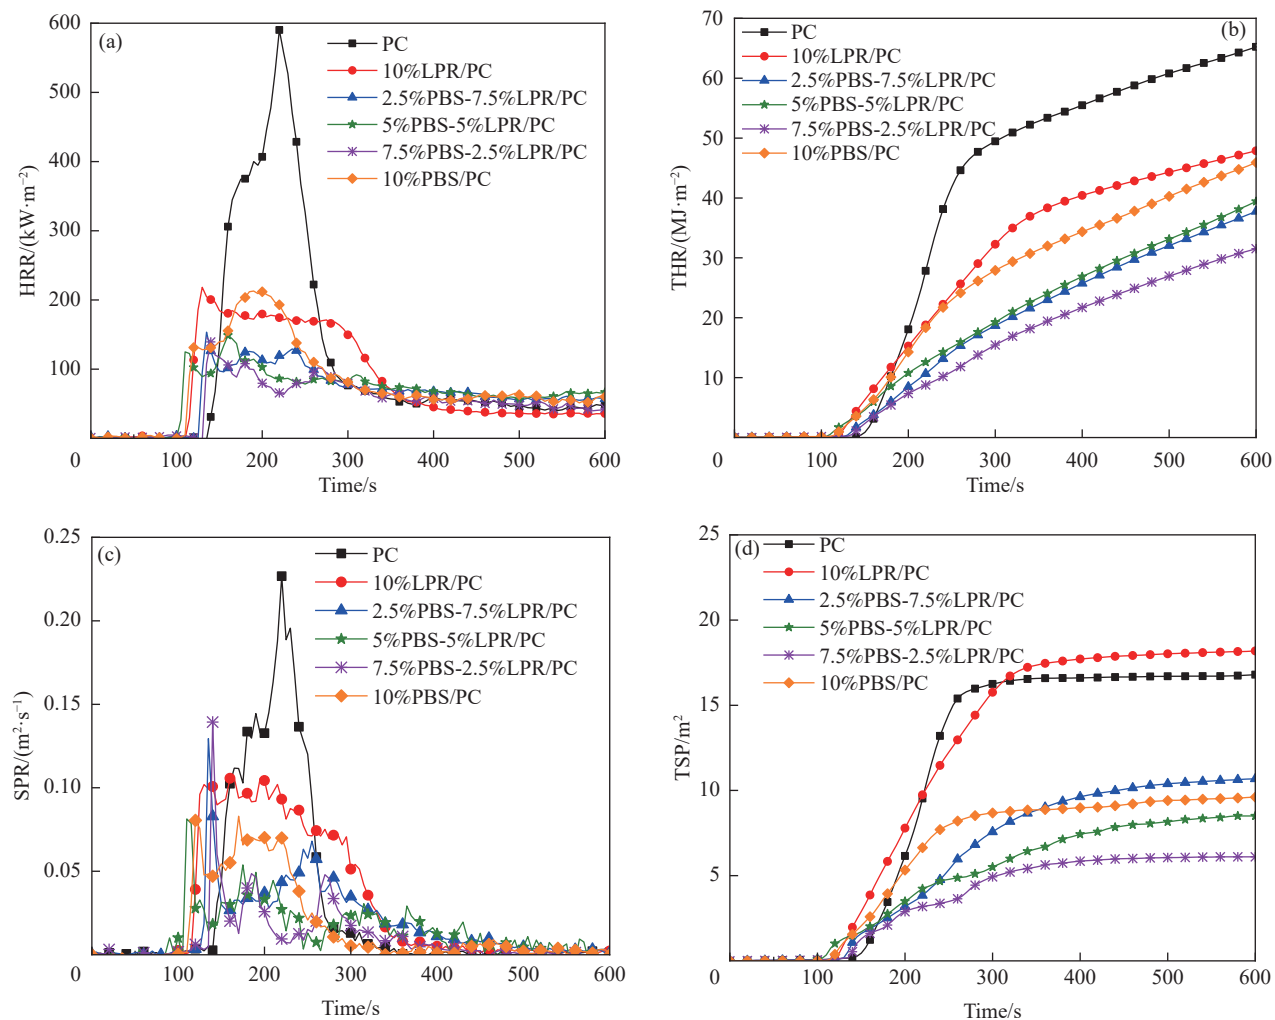 (a)
600
500
400
300
200
100
0
100
200
300
400
500
600
HRR/(kW·m⁻²)
Time/s
PC
10%LPR/PC
2.5%PBS-7.5%LPR/PC
5%PBS-5%LPR/PC
7.5%PBS-2.5%LPR/PC
10%PBS/PC
(b)
70
60
50
40
30
20
10
0
100
200
300
400
500
600
THR/(MJ·m⁻²)
Time/s
PC
10%LPR/PC
2.5%PBS-7.5%LPR/PC
5%PBS-5%LPR/PC
7.5%PBS-2.5%LPR/PC
10%PBS/PC
(c)
0.25
0.20
0.15
0.10
0.05
0
100
200
300
400
500
600
SPR/(m²·s⁻¹)
Time/s
PC
10%LPR/PC
2.5%PBS-7.5%LPR/PC
5%PBS-5%LPR/PC
7.5%PBS-2.5%LPR/PC
10%PBS/PC
(d)
25
20
15
10
5
0
100
200
300
400
500
600
TSP/m²
Time/s
PC
10%LPR/PC
2.5%PBS-7.5%LPR/PC
5%PBS-5%LPR/PC
7.5%PBS-2.5%LPR/PC
10%PBS/PC